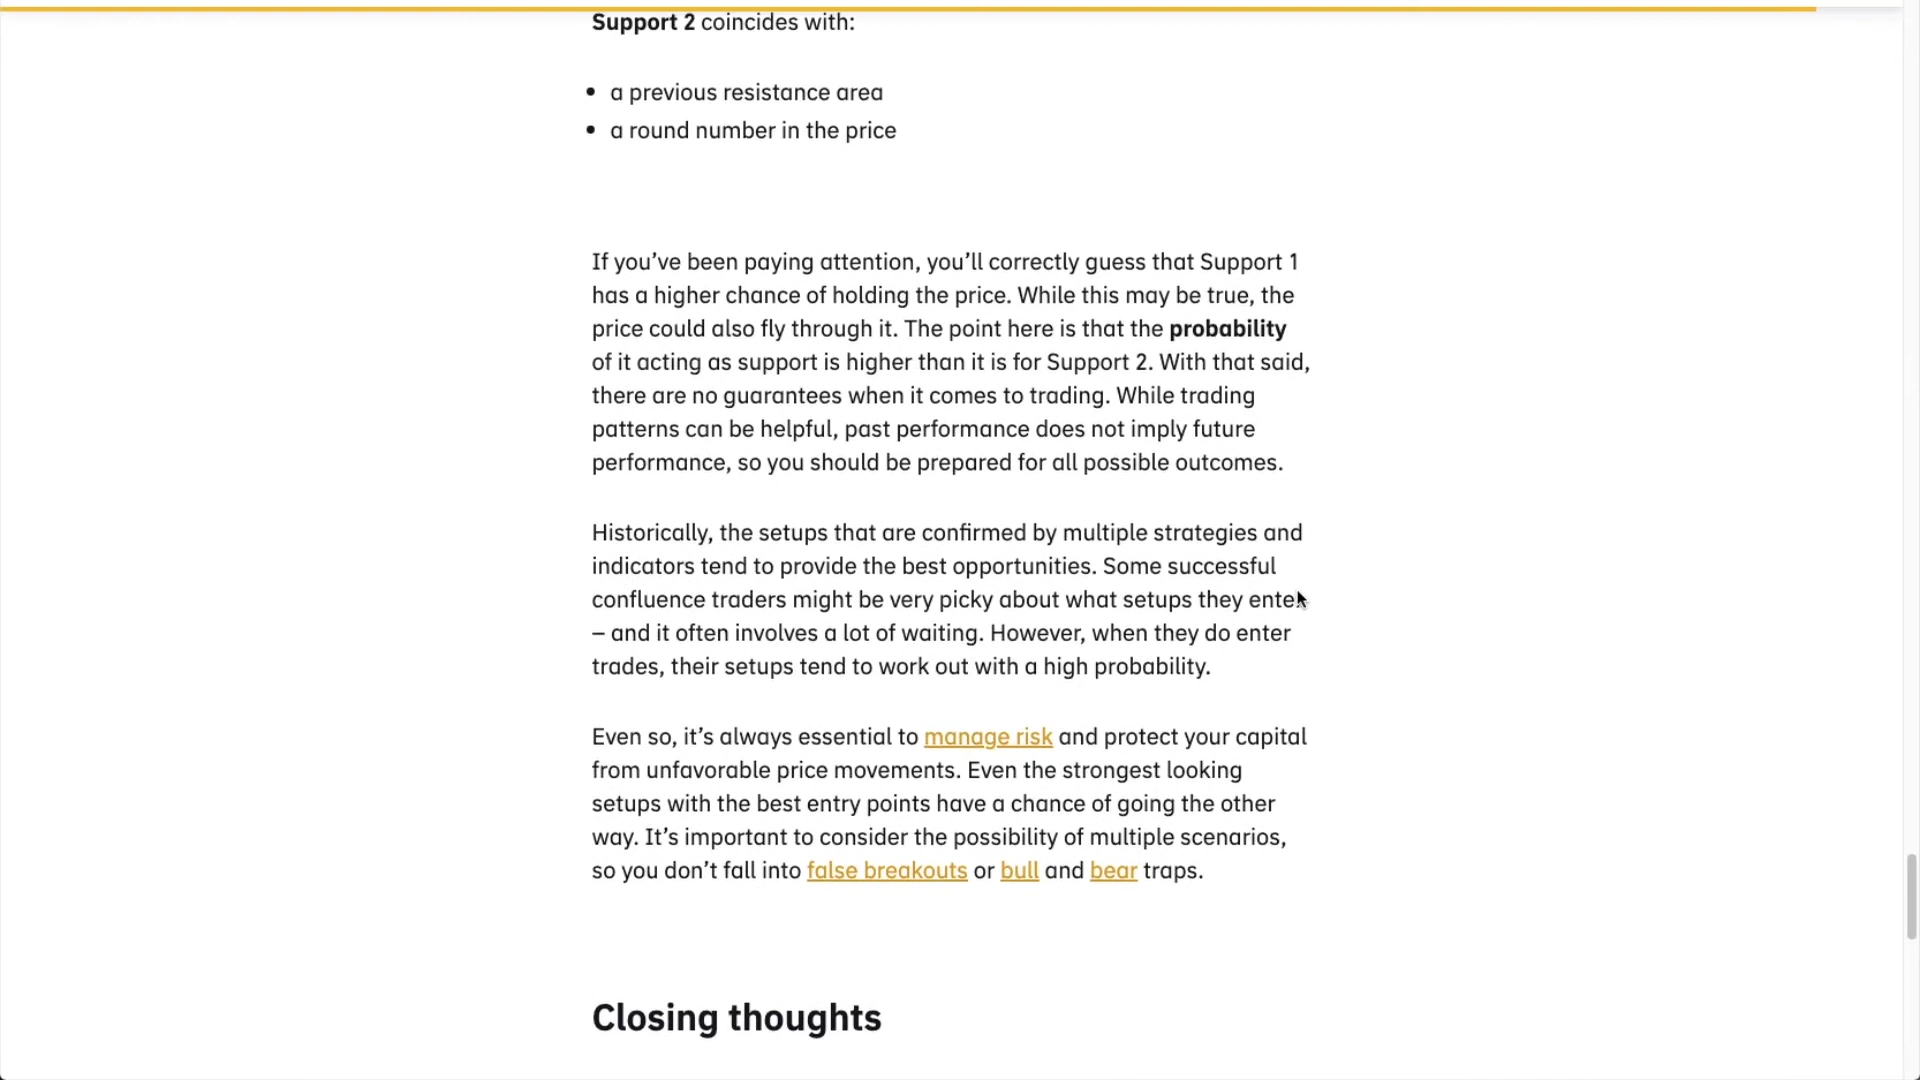 Support 2 coincides with:
• a previous resistance area
• a round number in the price
If you’ve been paying attention, you’ll correctly guess that Support 1
has a higher chance of holding the price. While this may be true, the
price could also fly through it. The point here is that the probability
of it acting as support is higher than it is for Support 2. With that said,
there are no guarantees when it comes to trading. While trading
patterns can be helpful, past performance does not imply future
performance, so you should be prepared for all possible outcomes.
Historically, the setups that are confirmed by multiple strategies and
indicators tend to provide the best opportunities. Some successful
confluence traders might be very picky about what setups they enter
– and it often involves a lot of waiting. However, when they do enter
trades, their setups tend to work out with a high probability.
Even so, it’s always essential to manage risk and protect your capital
from unfavorable price movements. Even the strongest looking
setups with the best entry points have a chance of going the other
way. It’s important to consider the possibility of multiple scenarios,
so you don’t fall into false breakouts or bull and bear traps.
Closing thoughts